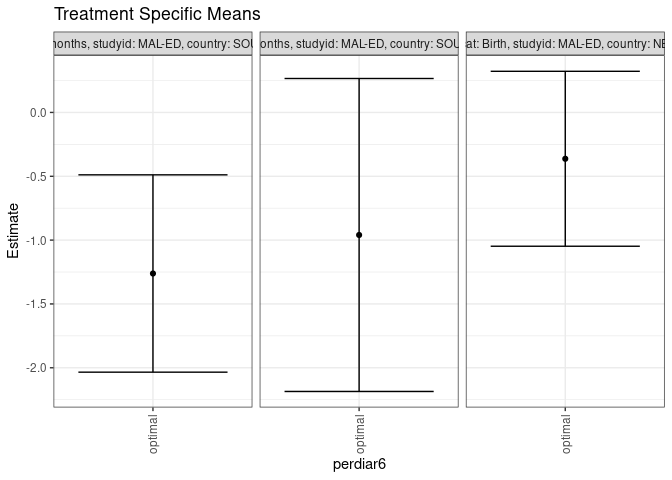 Treatment Specific Means
months, studyid: MAL-ED, country: SOU
onths, studyid: MAL-ED, country: SOU
at: Birth, studyid: MAL-ED, country: NE
Estimate
0.0
-0.5
-1.0
-1.5
-2.0
optimal
optimal
optimal
perdiar6